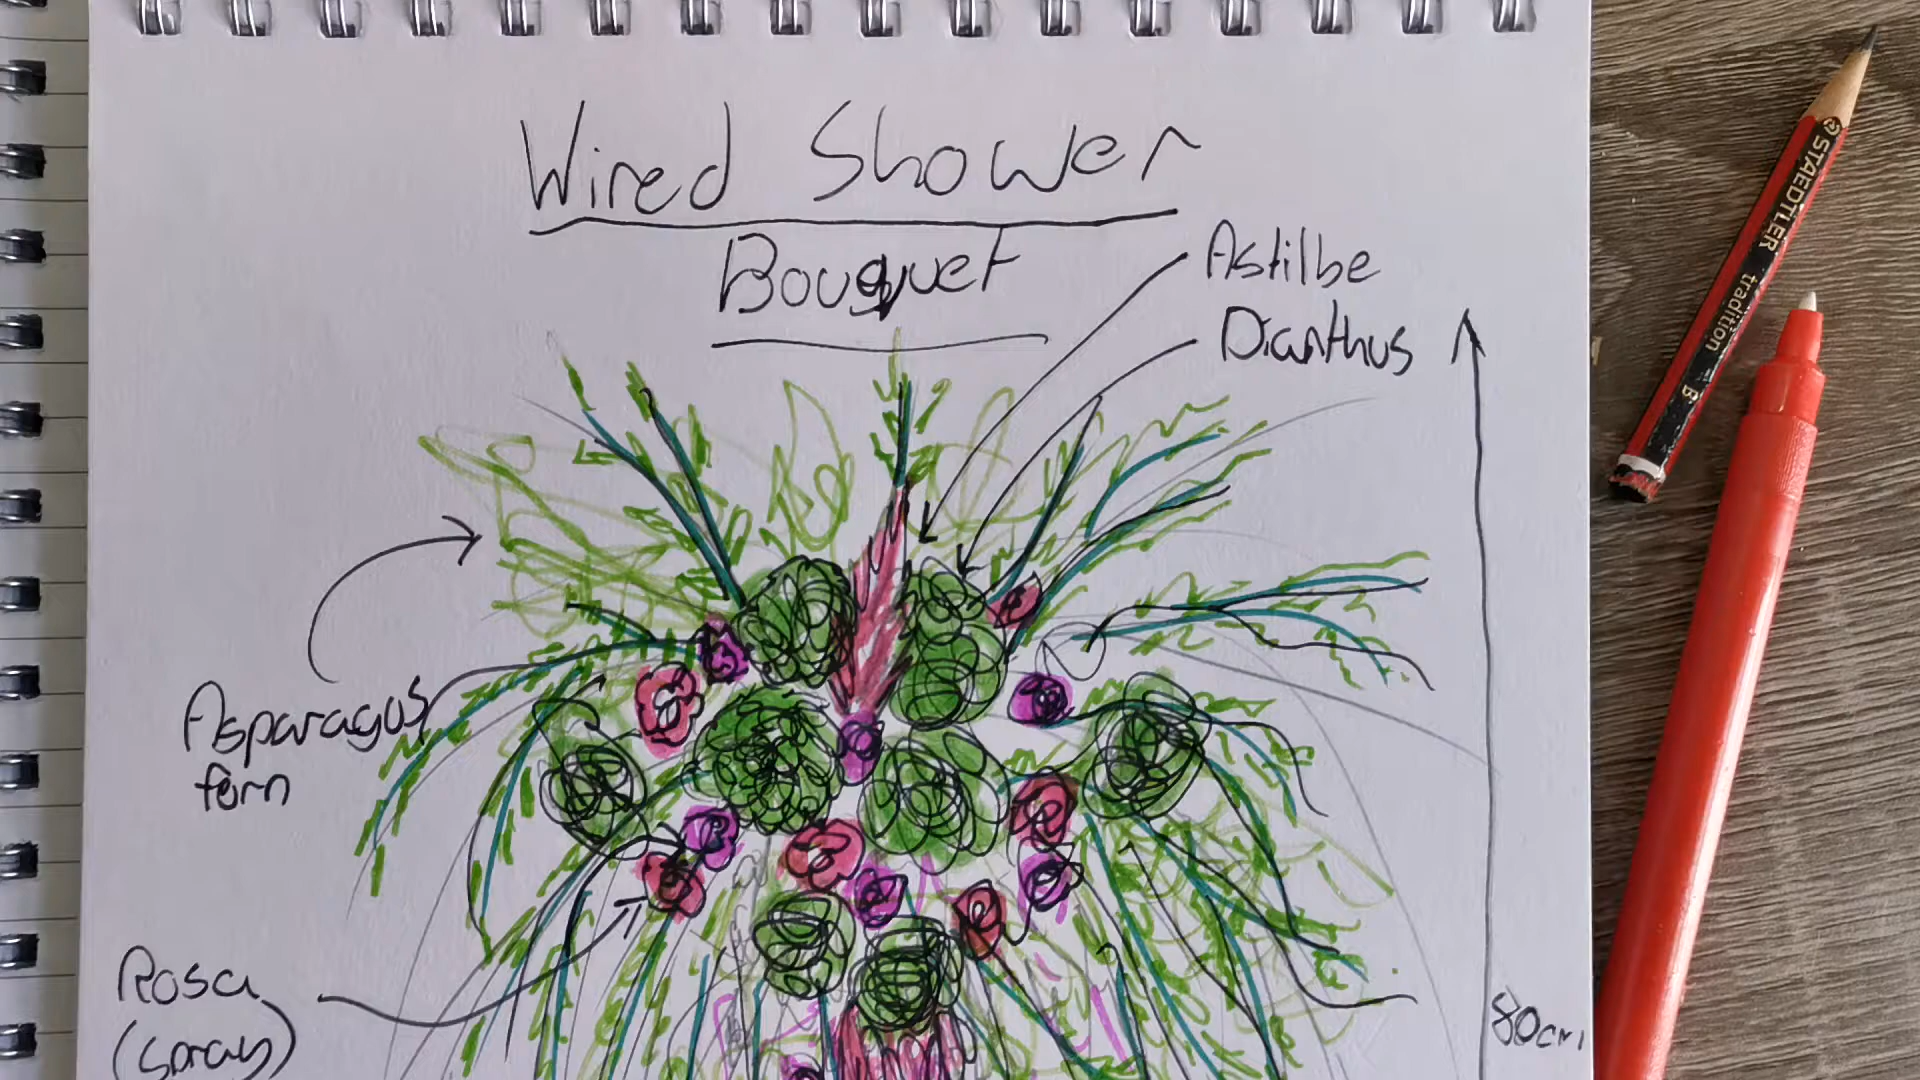 Wired Shower
Bouquet
Astilbe
Dianthus
Asparagus
fern
Rosa
(spray)
80cm
STAEDTLER tradition B